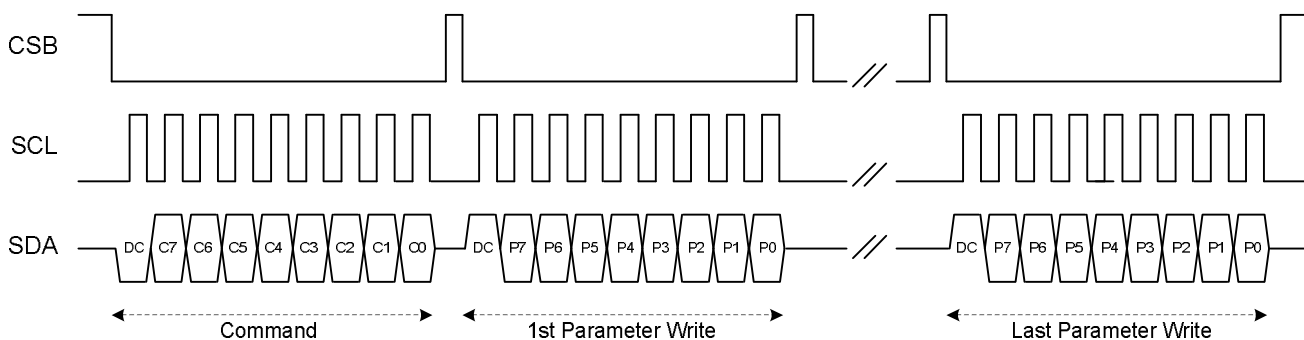 CSB
SCL
SDA
DC C7 C6 C5 C4 C3 C2 C1 C0 DC P7 P6 P5 P4 P3 P2 P1 P0 DC P7 P6 P5 P4 P3 P2 P1 P0
Command 1st Parameter Write Last Parameter Write